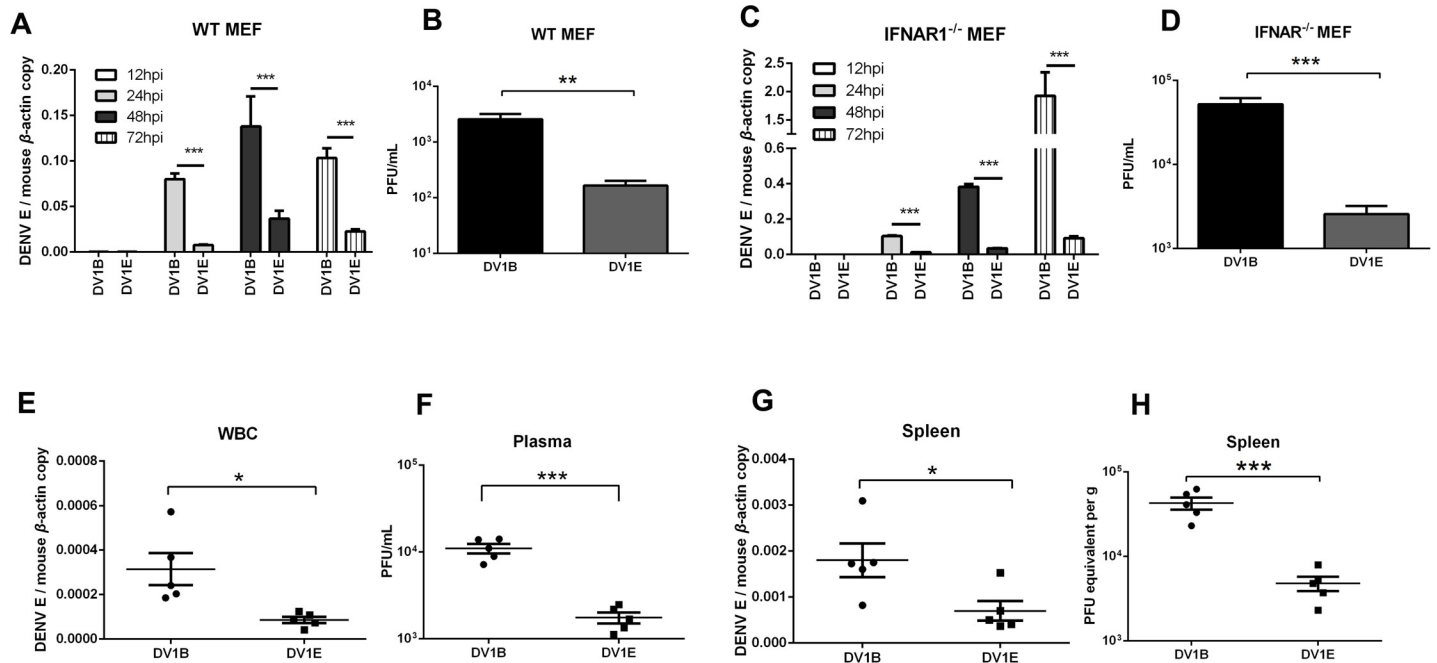 A
WT MEF
DENV E / mouse β-actin copy
0.20
0.15
0.10
0.05
0.00
12hpi
24hpi
48hpi
72hpi
***
***
***
DV1B
DV1E
DV1B
DV1E
DV1B
DV1E
DV1B
DV1E
B
WT MEF
PFU/mL
10⁴
10³
10²
10¹
**
DV1B
DV1E
C
IFNAR1⁻/⁻ MEF
DENV E / mouse β-actin copy
2.5
2.0
1.5
0.4
0.2
0.0
12hpi
24hpi
48hpi
72hpi
***
***
***
DV1B
DV1E
DV1B
DV1E
DV1B
DV1E
DV1B
DV1E
D
IFNAR⁻/⁻ MEF
PFU/mL
10⁵
10⁴
10³
***
DV1B
DV1E
E
WBC
DENV E / mouse β-actin copy
0.0008
0.0006
0.0004
0.0002
0.0000
*
DV1B
DV1E
F
Plasma
PFU/mL
10⁵
10⁴
10³
***
DV1B
DV1E
G
Spleen
DENV E / mouse β-actin copy
0.004
0.003
0.002
0.001
0.000
*
DV1B
DV1E
H
Spleen
PFU equivalent per g
10⁵
10⁴
10³
***
DV1B
DV1E